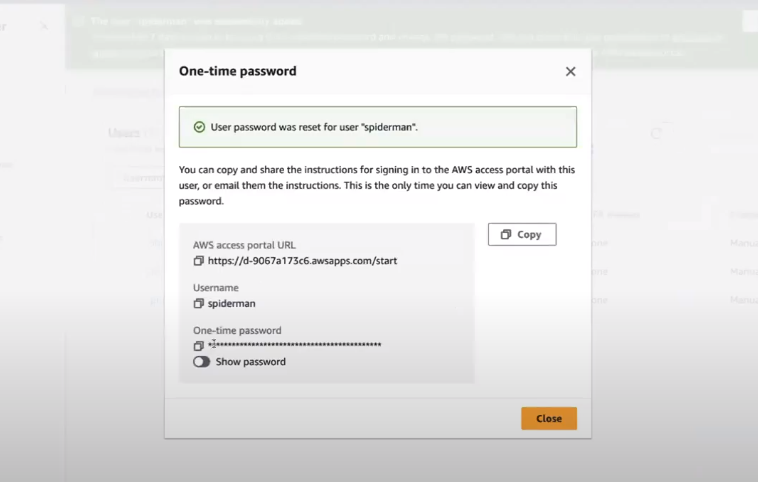 One-time password
User password was reset for user "spiderman".
You can copy and share the instructions for signing in to the AWS access portal with this
user, or email them the instructions. This is the only time you can view and copy this
password.
Copy
AWS access portal URL
https://d-9067a173c6.awsapps.com/start
Username
spiderman
One-time password
*******************************************
Show password
Close
Users